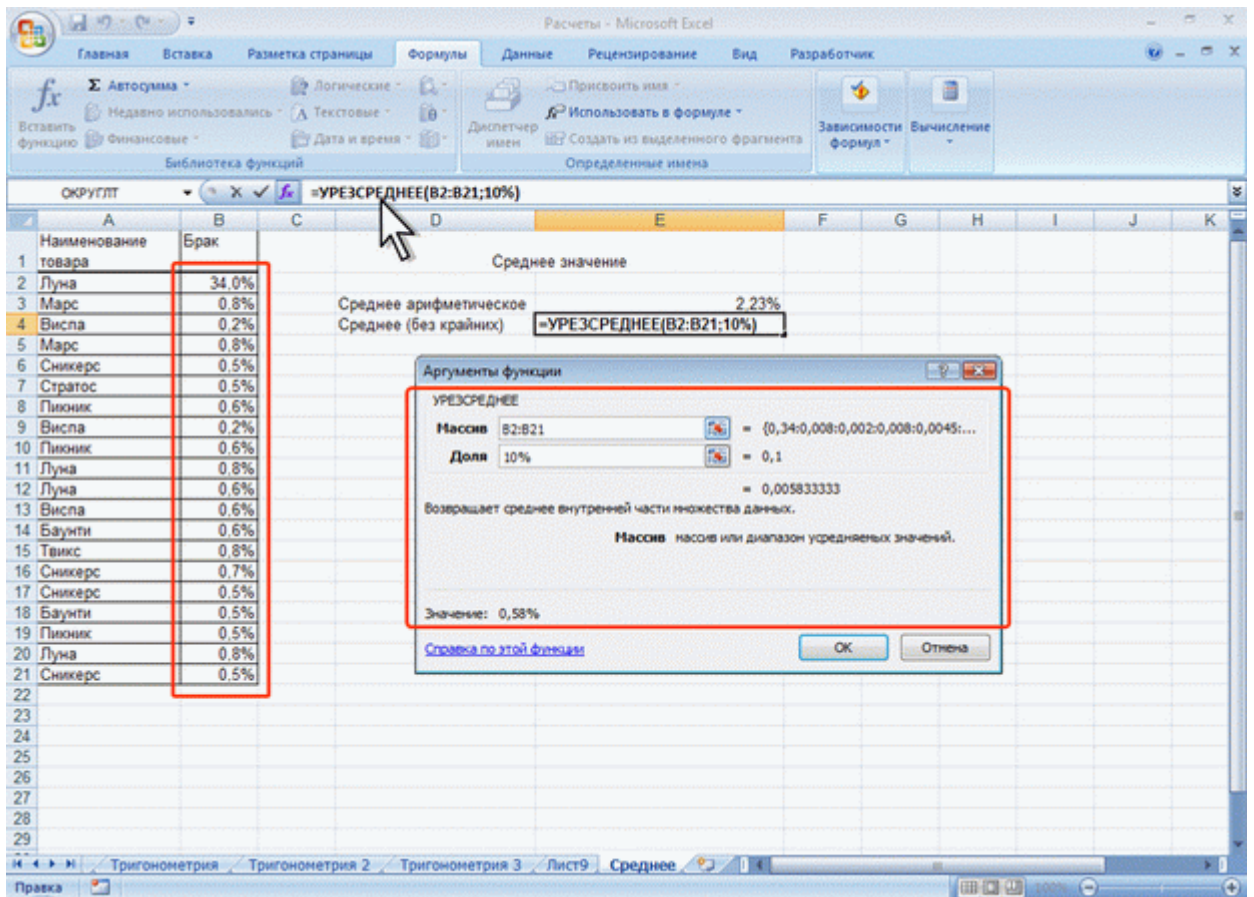 Расчеты - Microsoft Excel
Главная Вставка Разметка страницы Формулы Данные Рецензирование Вид Разработчик
fx Вставить функцию
Σ Автосумма
Недавно использовались
Финансовые
Логические
Текстовые
Дата и время
Библиотека функций
Диспетчер имен
Присвоить имя
Использовать в формуле
Создать из выделенного фрагмента
Определенные имена
Зависимости формул
Вычисление
ОКРУГЛТ fx =УРЕЗСРЕДНЕЕ(B2:B21;10%)
A B C D E F G H I J K
1 Наименование товара Брак Среднее значение
2 Луна 34,0%
3 Марс 0,8% Среднее арифметическое 2,23%
4 Виспа 0,2% Среднее (без крайних) =УРЕЗСРЕДНЕЕ(B2:B21;10%)
5 Марс 0,8%
6 Сникерс 0,5%
7 Стратос 0,5%
8 Пикник 0,6%
9 Виспа 0,2%
10 Пикник 0,6%
11 Луна 0,8%
12 Луна 0,6%
13 Виспа 0,6%
14 Баунти 0,6%
15 Твикс 0,8%
16 Сникерс 0,7%
17 Сникерс 0,5%
18 Баунти 0,5%
19 Пикник 0,5%
20 Луна 0,8%
21 Сникерс 0,5%
22
23
24
25
26
27
28
29
Аргументы функции
УРЕЗСРЕДНЕЕ
Массив B2:B21 = {0,34:0,008:0,002:0,008:0,0045:...
Доля 10% = 0,1
= 0,005833333
Возвращает среднее внутренней части множества данных.
Массив массив или диапазон усредняемых значений.
Значение: 0,58%
Справка по этой функции
ОК Отмена
Тригонометрия Тригонометрия 2 Тригонометрия 3 Лист9 Среднее
Правка 100%